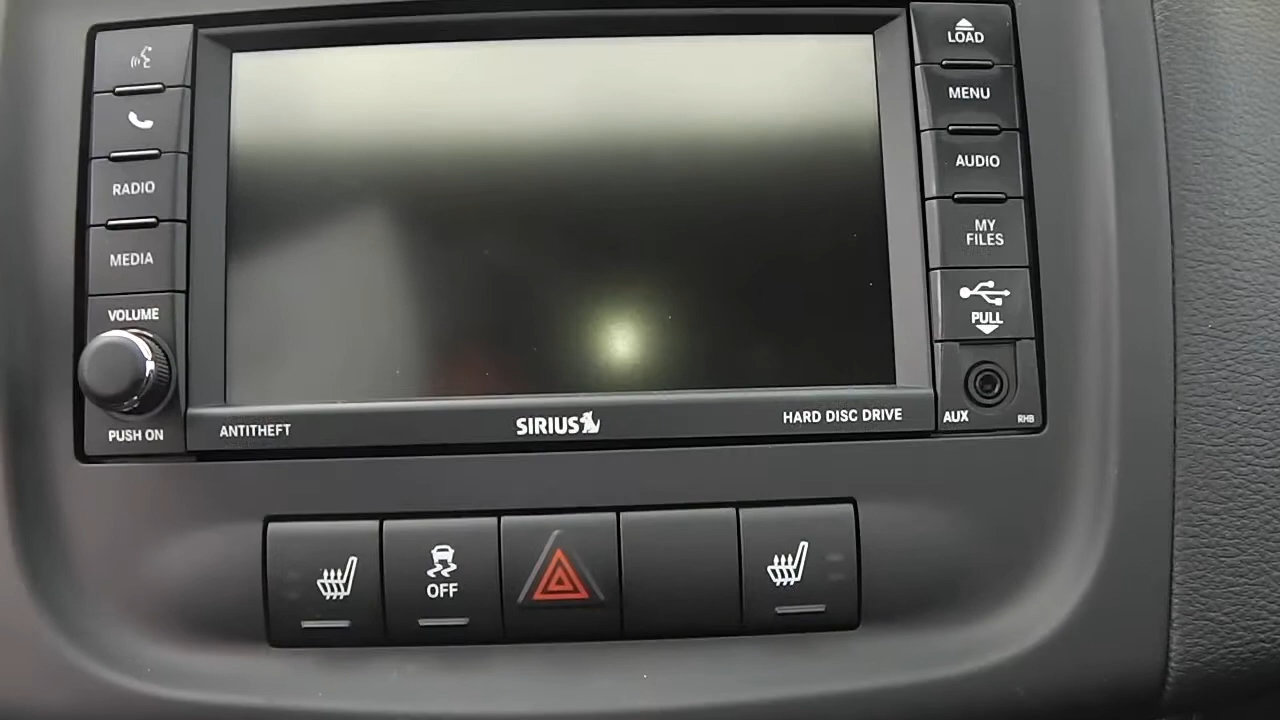 RADIO
MEDIA
VOLUME
PUSH ON
ANTITHEFT
SIRIUS
HARD DISC DRIVE
LOAD
MENU
AUDIO
MY
FILES
PULL
AUX
RHB
OFF